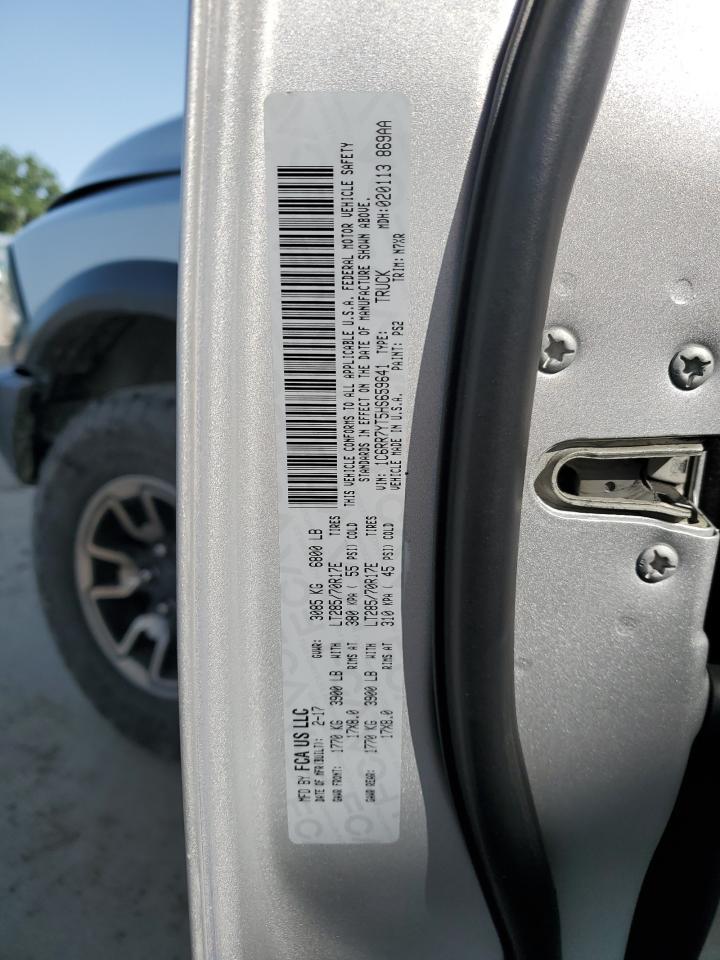 MFD BY FCA US LLC
DATE OF MFR(BUILT): 2-17 GVWR: 3085 KG 6800 LB
GAWR FRONT: 1770 KG 3900 LB WITH LT285/70R17E TIRES
17X8.0 RIMS AT 380 KPA ( 55 PSI) COLD
GAWR REAR: 1770 KG 3900 LB WITH LT285/70R17E TIRES
17X8.0 RIMS AT 310 KPA ( 45 PSI) COLD
THIS VEHICLE CONFORMS TO ALL APPLICABLE U.S.A. FEDERAL MOTOR VEHICLE SAFETY
STANDARDS IN EFFECT ON THE DATE OF MANUFACTURE SHOWN ABOVE.
VIN: 1C6RR7YT5HS659641 TYPE: TRUCK MDH:020113 869AA
VEHICLE MADE IN U.S.A. PAINT: PS2 TRIM: N7XR